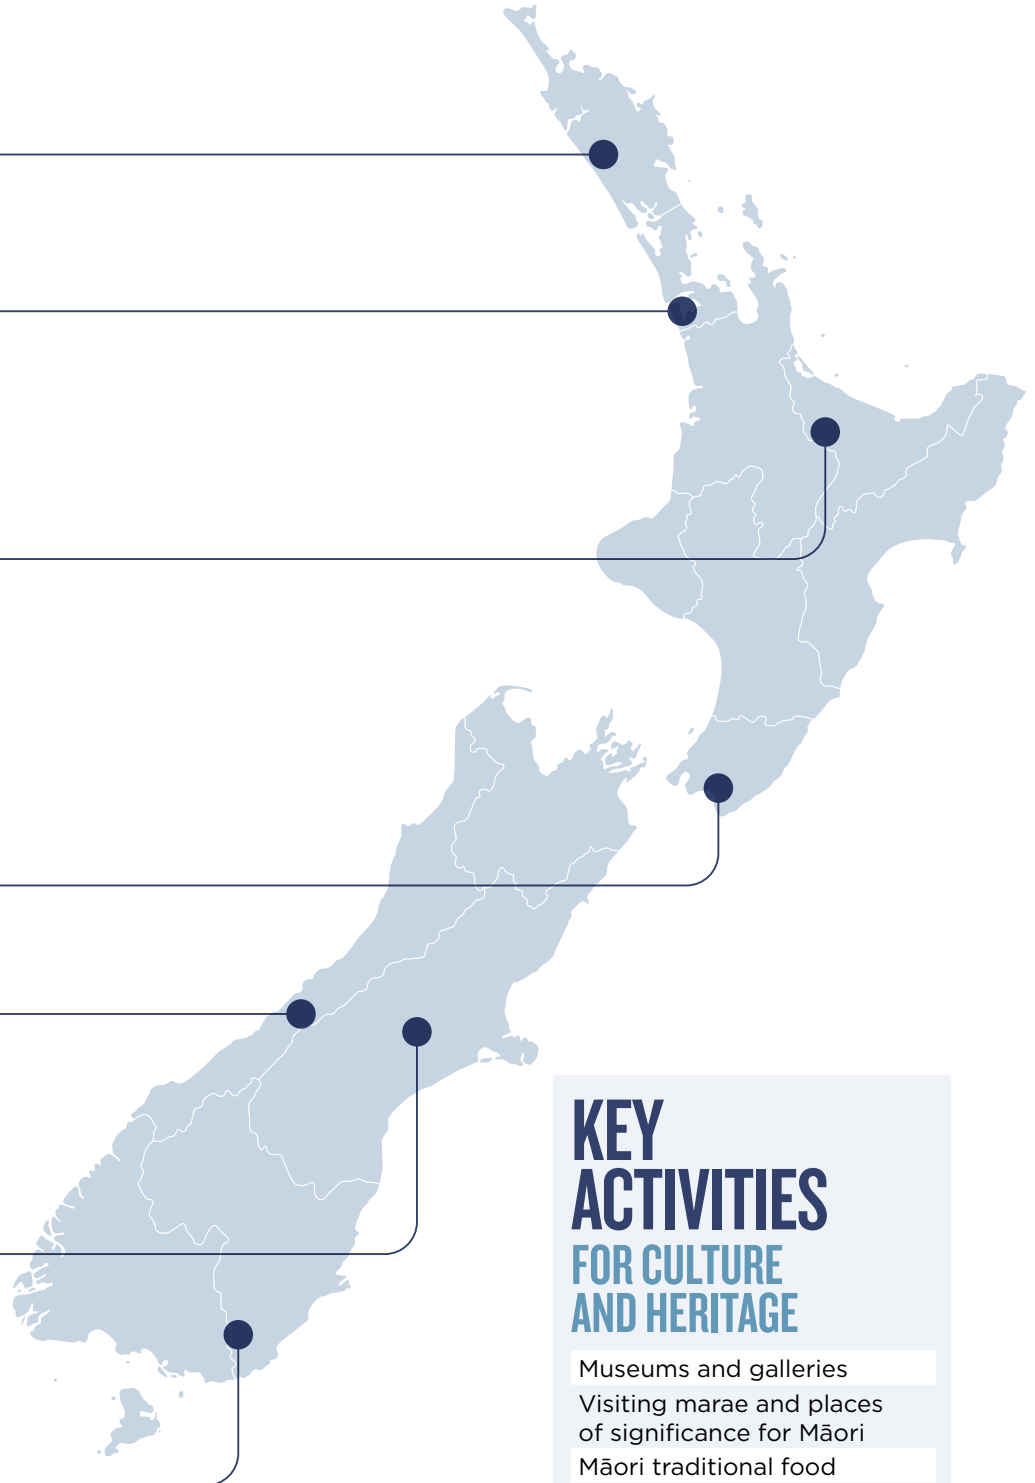 KEY
ACTIVITIES
FOR CULTURE
AND HERITAGE
Museums and galleries
Visiting marae and places
of significance for Māori
Māori traditional food